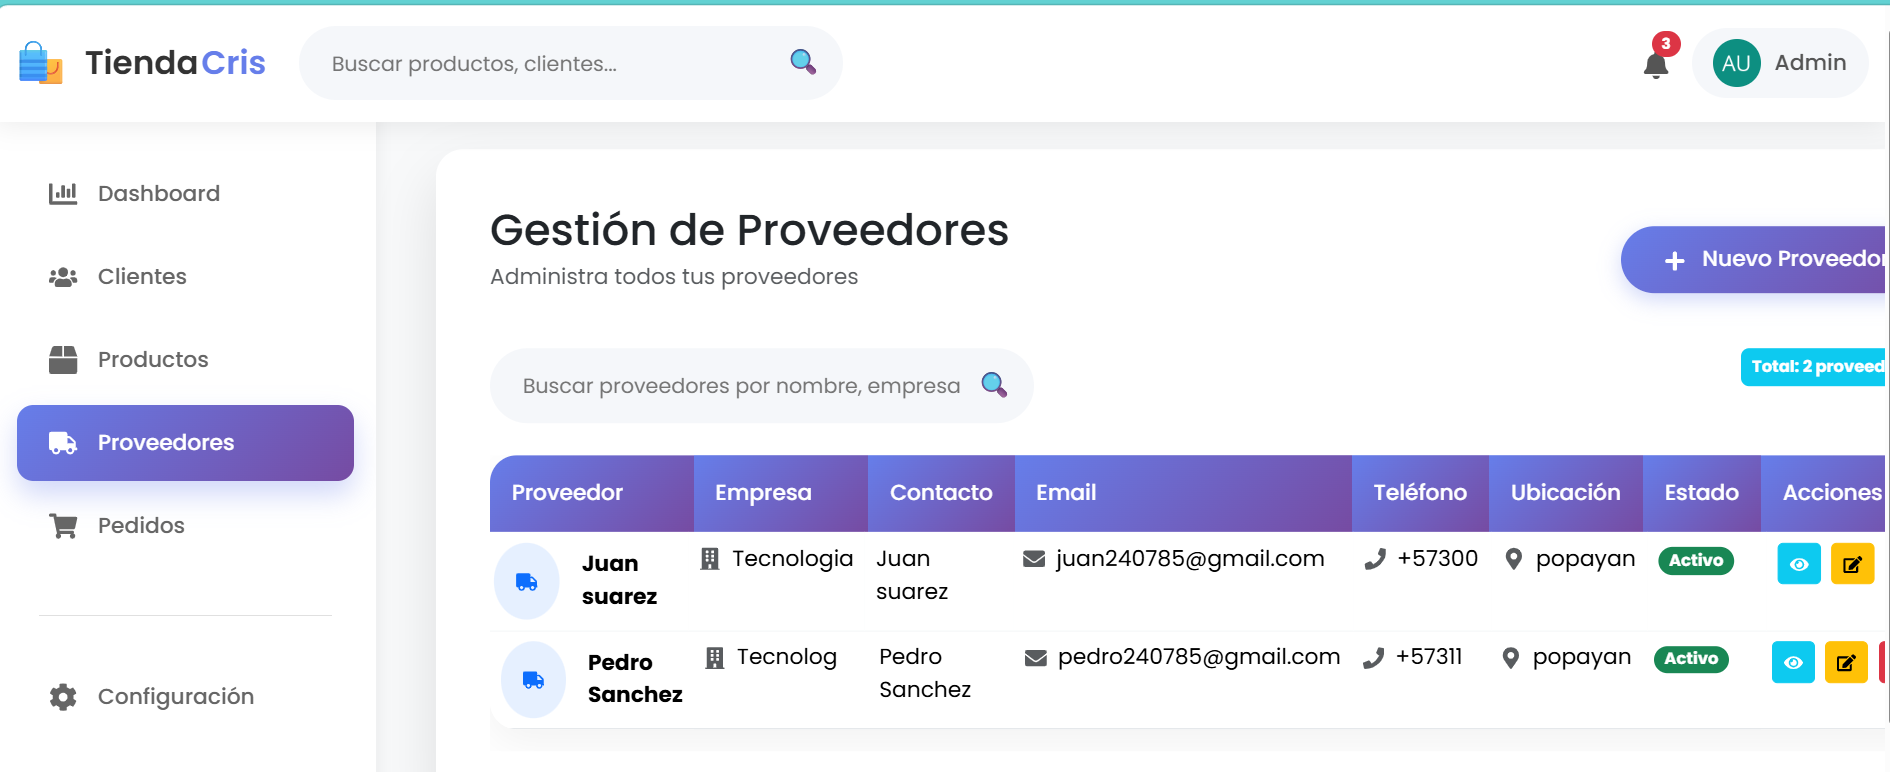 TiendaCris
Buscar productos, clientes...
3
AU
Admin
Dashboard
Clientes
Productos
Proveedores
Pedidos
Configuración
Gestión de Proveedores
Administra todos tus proveedores
Nuevo Proveedor
Buscar proveedores por nombre, empresa
Total: 2 proveed
Proveedor Empresa Contacto Email Teléfono Ubicación Estado Acciones
Juan suarez Tecnologia Juan suarez juan240785@gmail.com +57300 popayan Activo
Pedro Sanchez Tecnolog Pedro Sanchez pedro240785@gmail.com +57311 popayan Activo